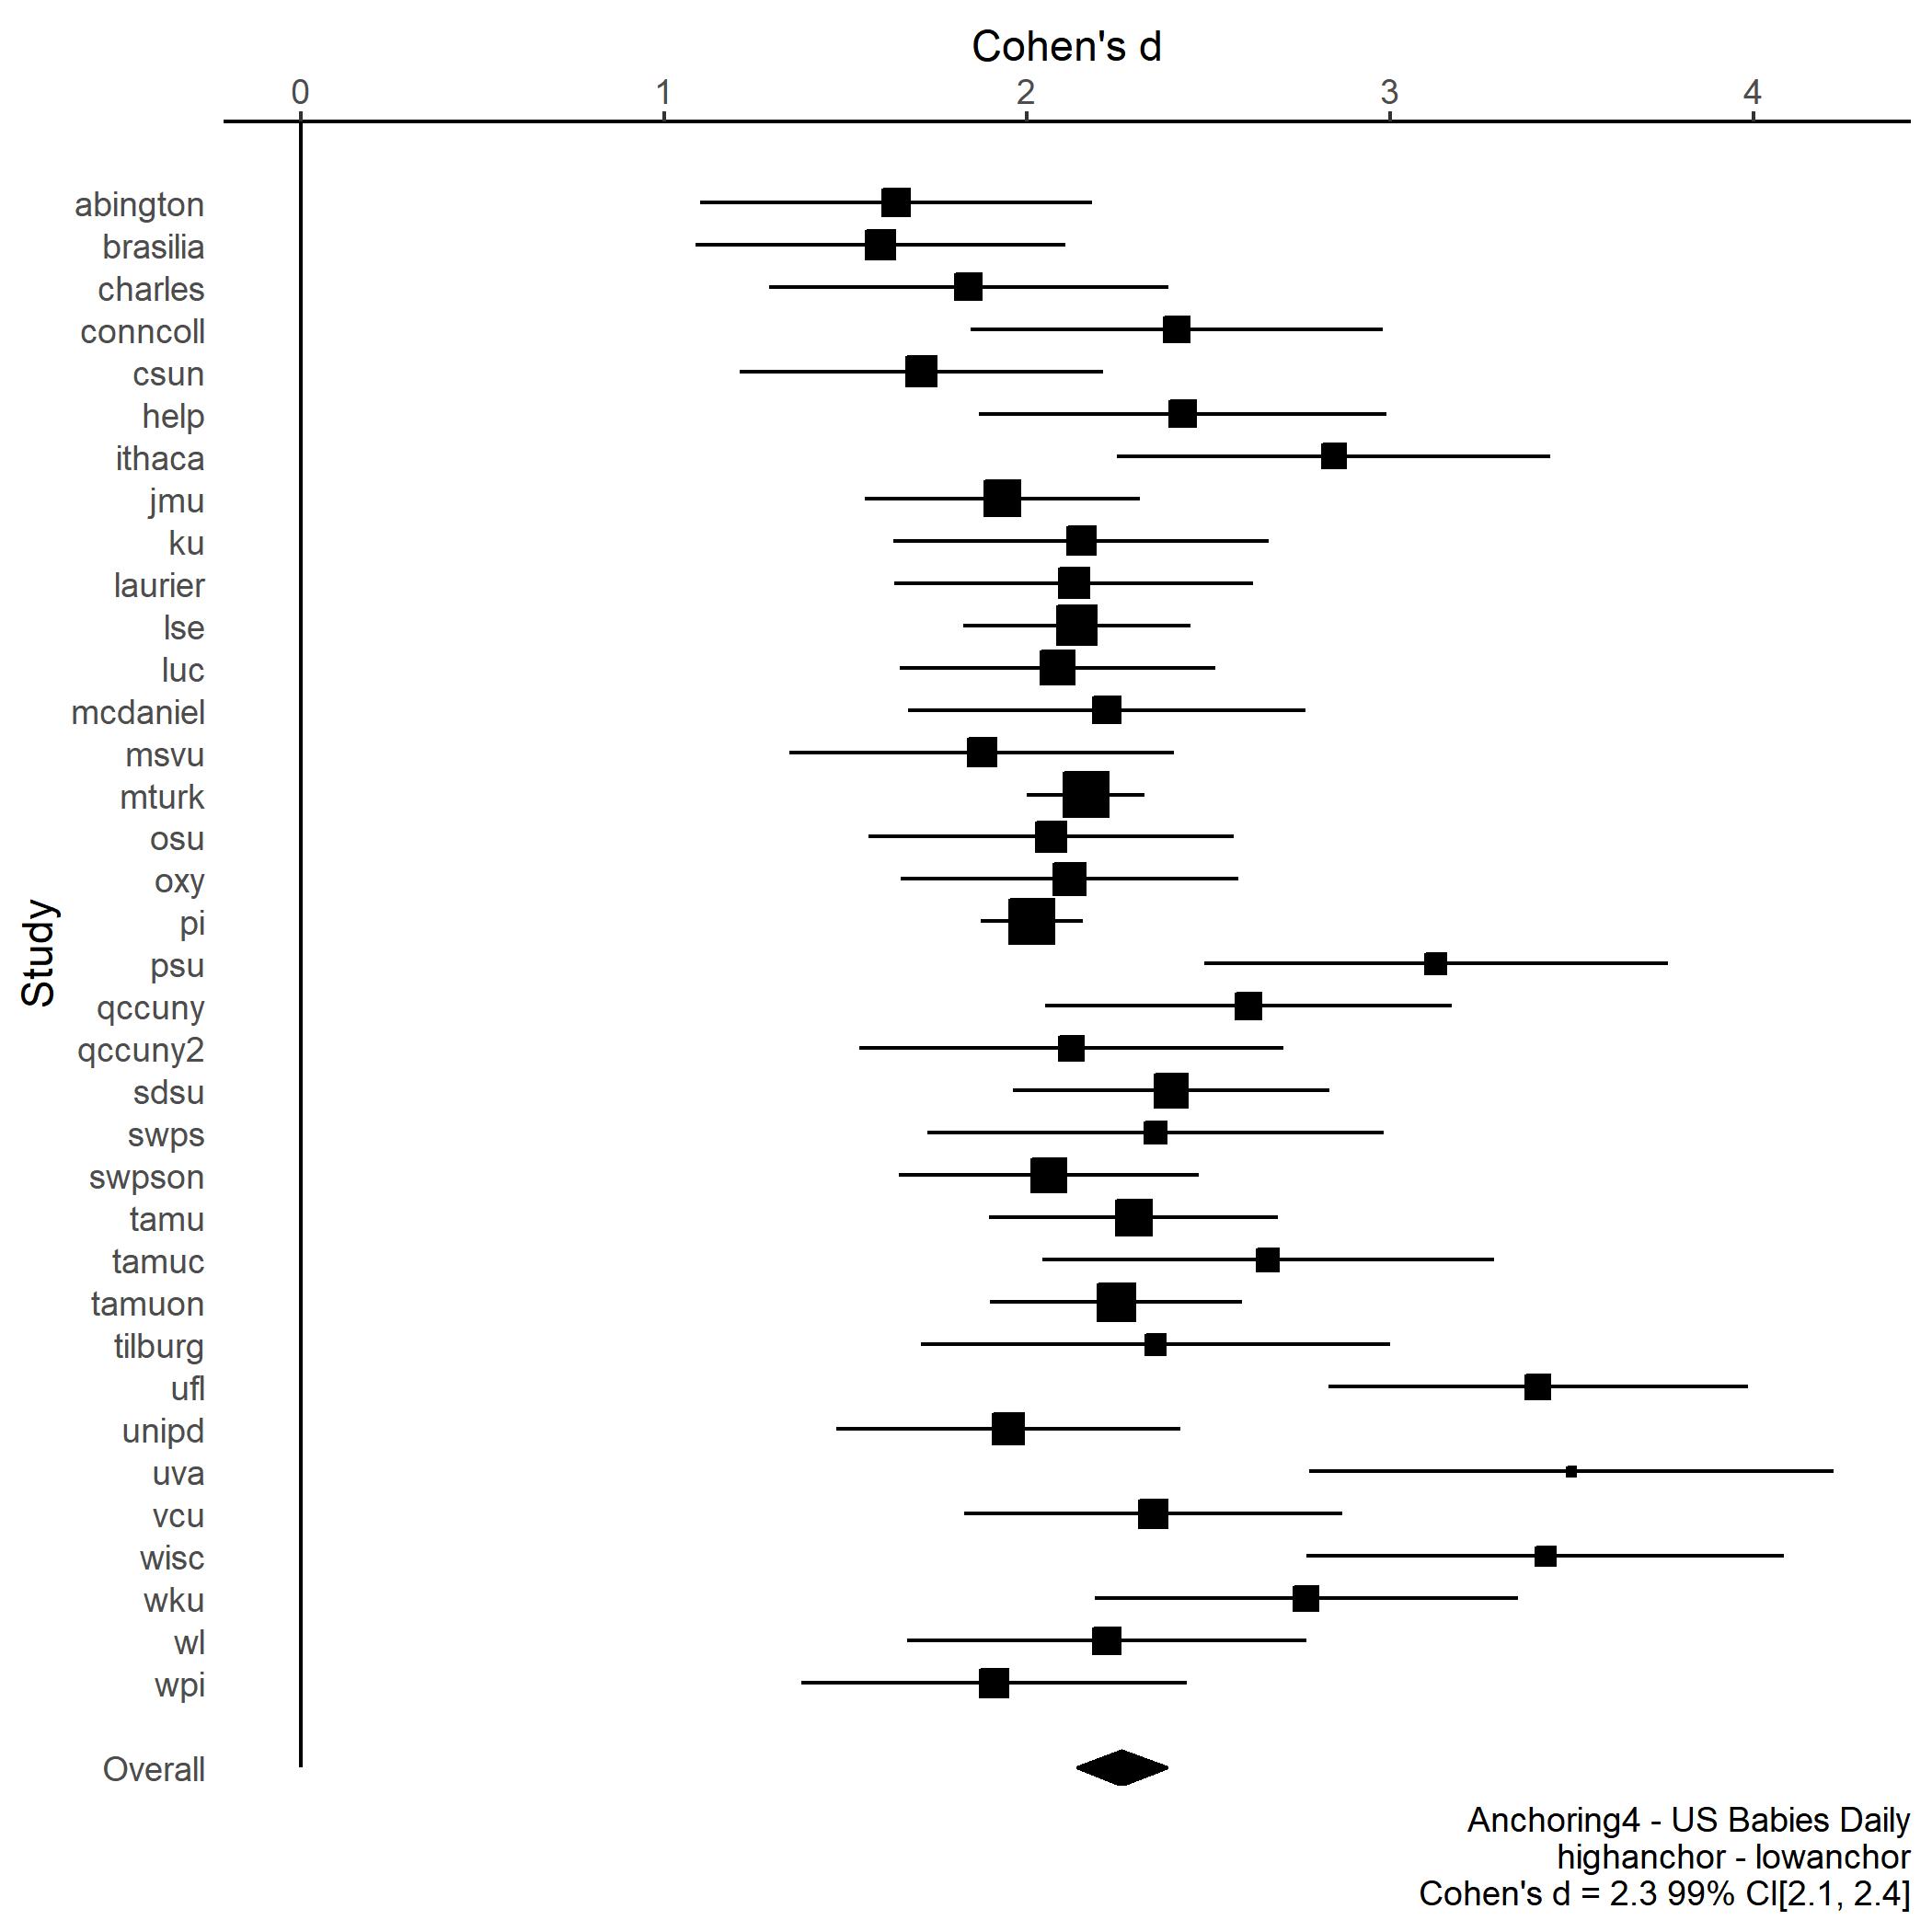 Cohen's d
0 1 2 3 4
abington
brasilia
charles
conncoll
csun
help
ithaca
jmu
ku
laurier
lse
luc
mcdaniel
msvu
mturk
osu
oxy
pi
psu
qccuny
qccuny2
sdsu
swps
swpson
tamu
tamuc
tamuon
tilburg
ufl
unipd
uva
vcu
wisc
wku
wl
wpi
Overall
Study
Anchoring4 - US Babies Daily
highanchor - lowanchor
Cohen's d = 2.3 99% CI[2.1, 2.4]